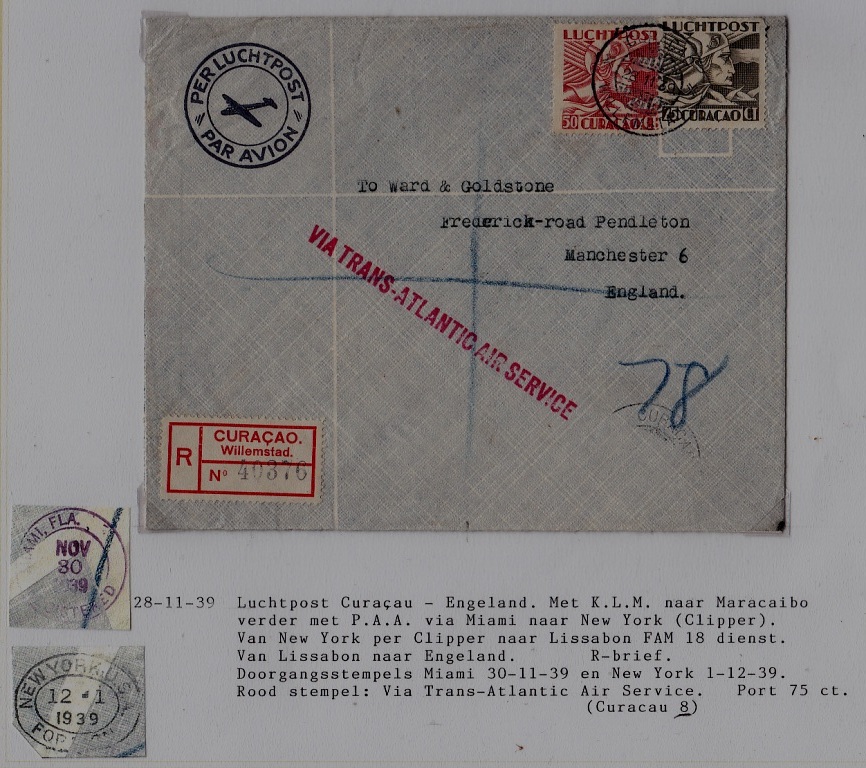 PER LUCHTPOST
PAR AVION
LUCHTPOST
50 CURAÇAO
LUCHTPOST
CURAÇAO
To Ward & Goldstone
Frederick-road Pendleton
Manchester 6
England.
VIA TRANS-ATLANTIC AIR SERVICE
28
R
CURAÇAO.
Willemstad.
Nº 40376
FLA.
NOV
30
NEW YORK, U.S.A.
12 - 1
1939
28-11-39 Luchtpost Curaçau - Engeland. Met K.L.M. naar Maracaibo
verder met P.A.A. via Miami naar New York (Clipper).
Van New York per Clipper naar Lissabon FAM 18 dienst.
Van Lissabon naar Engeland. R-brief.
Doorgangsstempels Miami 30-11-39 en New York 1-12-39.
Rood stempel: Via Trans-Atlantic Air Service. Port 75 ct.
(Curacau 8)